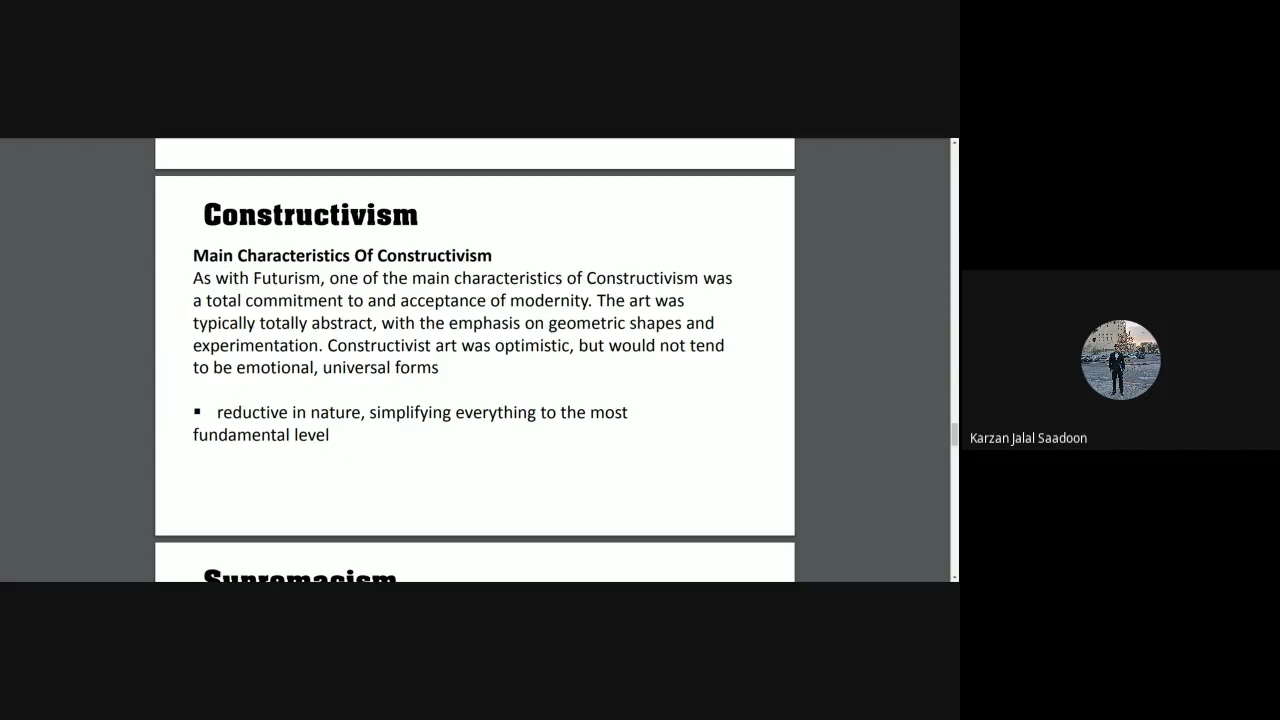 Constructivism
Main Characteristics Of Constructivism
As with Futurism, one of the main characteristics of Constructivism was
a total commitment to and acceptance of modernity. The art was
typically totally abstract, with the emphasis on geometric shapes and
experimentation. Constructivist art was optimistic, but would not tend
to be emotional, universal forms
▪ reductive in nature, simplifying everything to the most
fundamental level
Supremacism
Karzan Jalal Saadoon